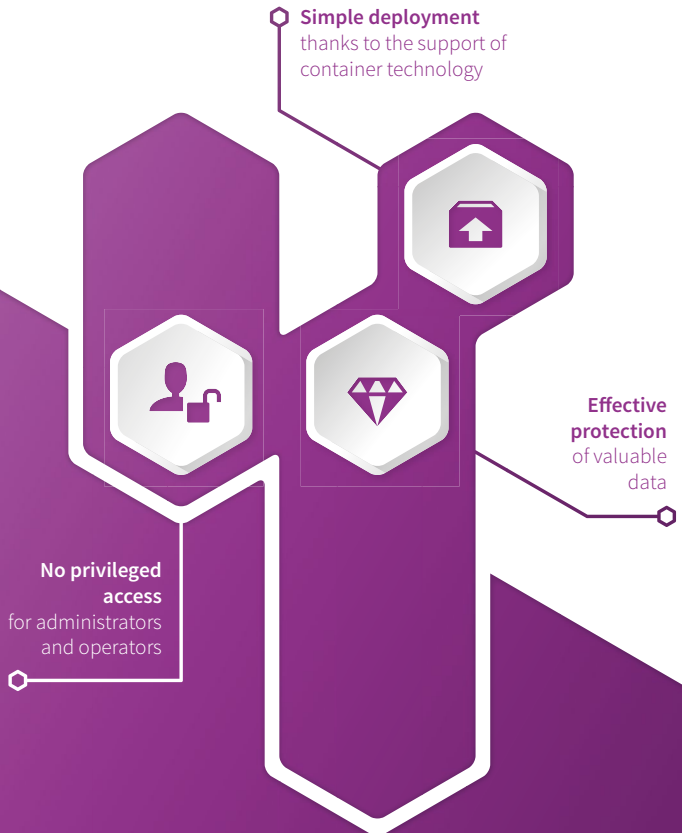 Simple deployment
thanks to the support of
container technology
Effective
protection
of valuable
data
No privileged
access
for administrators
and operators